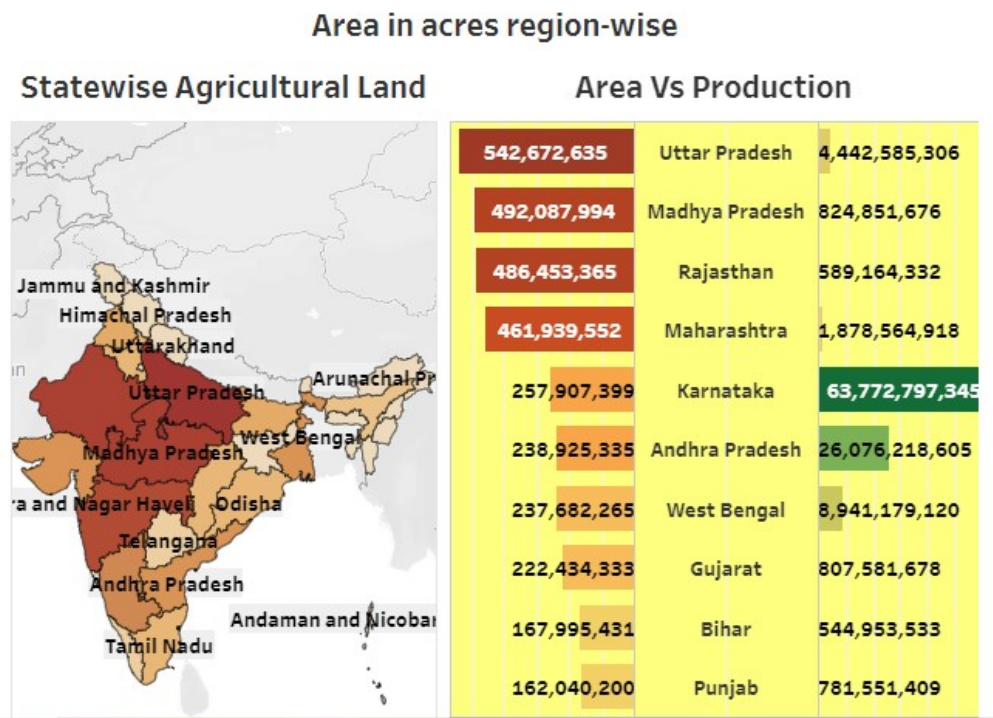 Area in acres region-wise
Statewise Agricultural Land
Area Vs Production
Jammu and Kashmir
Himachal Pradesh
Uttarakhand
Arunachal Pr
Uttar Pradesh
West Bengal
Madhya Pradesh
ra and Nagar Haveli
Odisha
Telangana
Andhra Pradesh
Andaman and Nicobar
Tamil Nadu
542,672,635 Uttar Pradesh 4,442,585,306
492,087,994 Madhya Pradesh 824,851,676
486,453,365 Rajasthan 589,164,332
461,939,552 Maharashtra 1,878,564,918
257,907,399 Karnataka 63,772,797,345
238,925,335 Andhra Pradesh 26,076,218,605
237,682,265 West Bengal 8,941,179,120
222,434,333 Gujarat 807,581,678
167,995,431 Bihar 544,953,533
162,040,200 Punjab 781,551,409